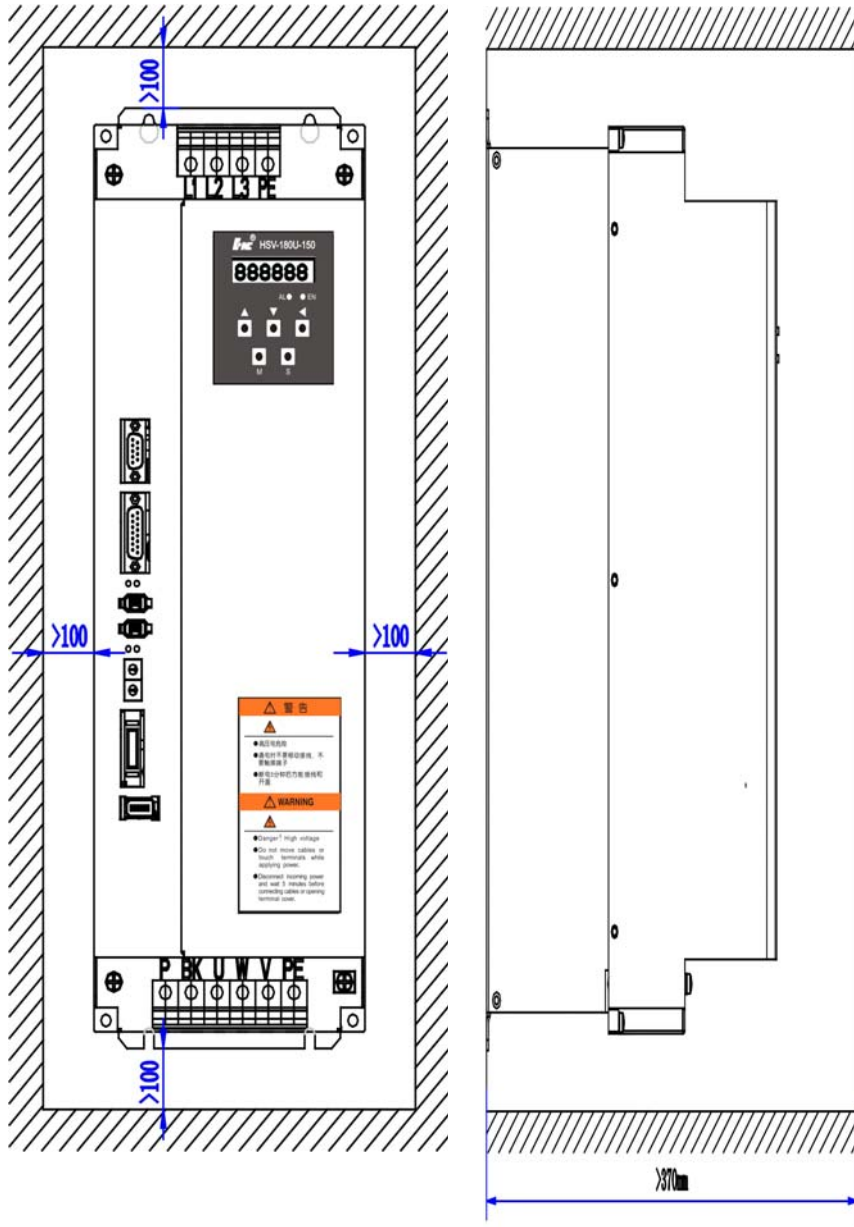 >100
L1 L2 L3 PE
HSV-180U-150
888888
AL EN
M S
>100
>100
警告
●高压电危险
WARNING
●Danger! High voltage
●Do not move cables or
touch terminals while
applying power.
●Disconnect incoming power
and wait 5 minutes before
connecting cables or opening
terminal cover.
P BK U W V PE
>100
>370mm